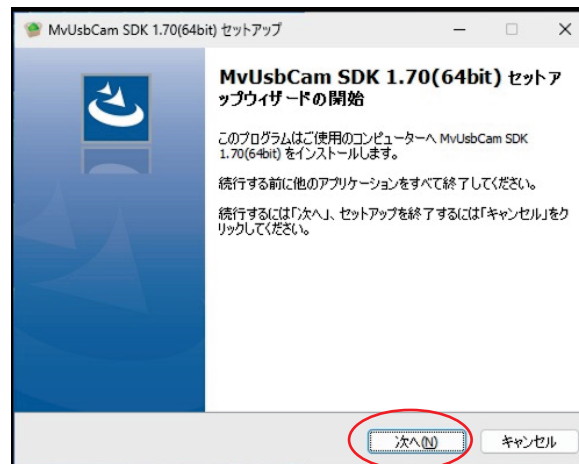 MvUsbCam SDK 1.70(64bit) セットアップ
MvUsbCam SDK 1.70(64bit) セットア
ップウィザードの開始
このプログラムはご使用のコンピューターへ MvUsbCam SDK
1.70(64bit) をインストールします。
続行する前に他のアプリケーションをすべて終了してください。
続行するには「次へ」、セットアップを終了するには「キャンセル」をク
リックしてください。
次へ(N)
キャンセル